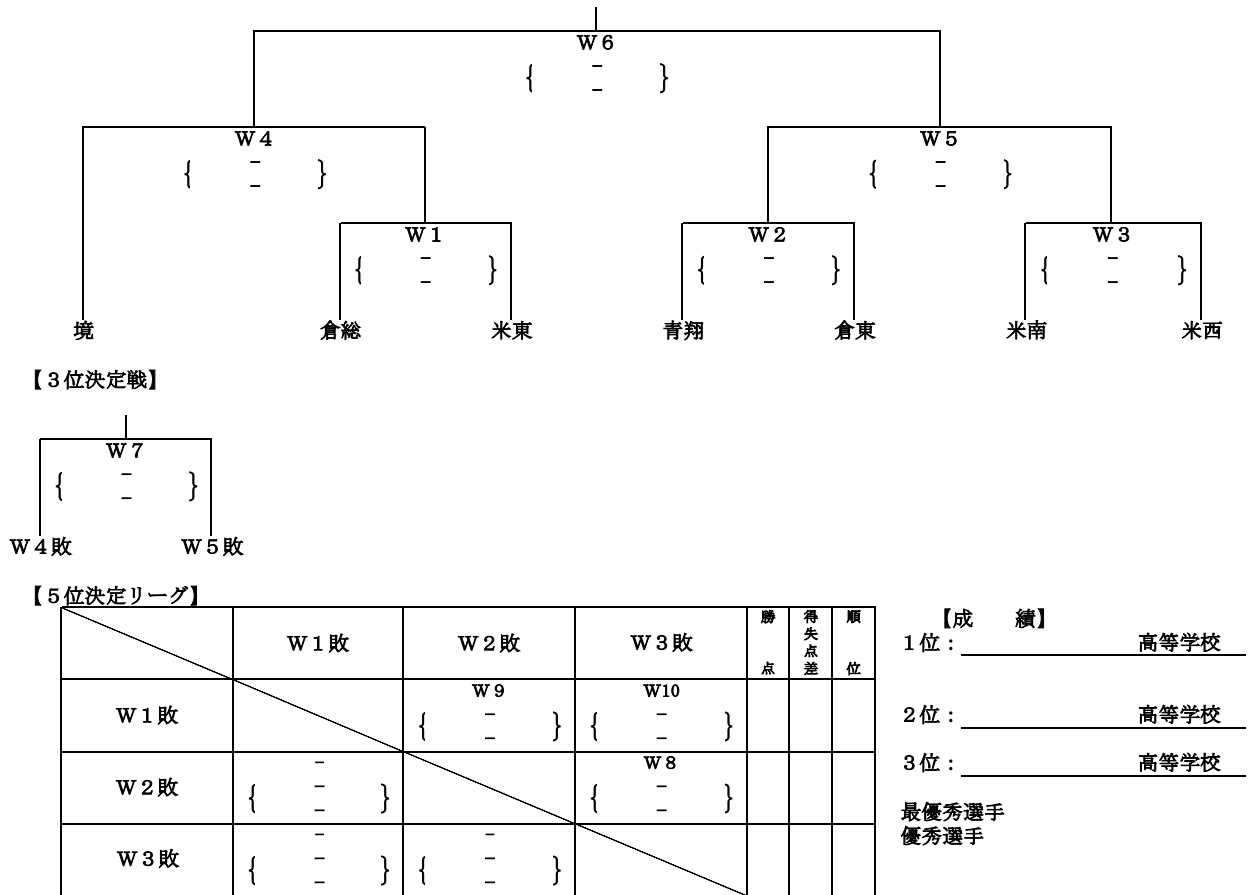 Ｗ６
{ － － }
Ｗ４ Ｗ５
{ － － } { － － }
Ｗ１ Ｗ２ Ｗ３
{ － － } { － － } { － － }
境 倉総 米東 青翔 倉東 米南 米西
【３位決定戦】
Ｗ７
{ － － }
Ｗ４敗 Ｗ５敗
【５位決定リーグ】
Ｗ１敗 Ｗ２敗 Ｗ３敗 勝点 得失点差 順位
Ｗ１敗 Ｗ９ { － － } W10 { － － }
Ｗ２敗 － { － － } Ｗ８ { － － }
Ｗ３敗 － { － － } － { － － }
【成　績】
１位： 高等学校
２位： 高等学校
３位： 高等学校
最優秀選手
優秀選手